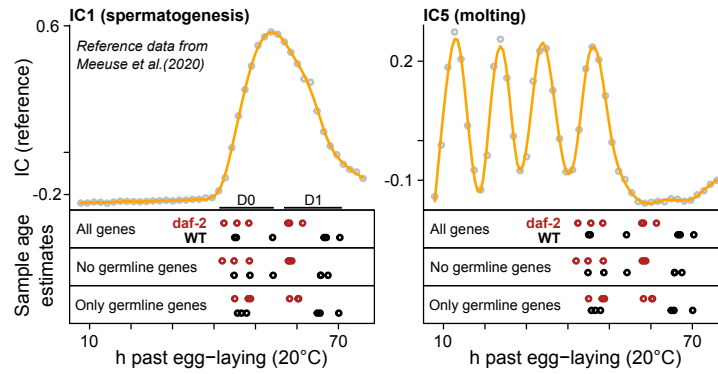 IC1 (spermatogenesis)
Reference data from
Meeuse et al.(2020)
IC (reference)
0.6
-0.2
D0
D1
Sample age
estimates
All genes
daf-2
WT
No germline genes
Only germline genes
10
70
h past egg-laying (20°C)
IC5 (molting)
0.2
-0.1
All genes
daf-2
WT
No germline genes
Only germline genes
10
70
h past egg-laying (20°C)